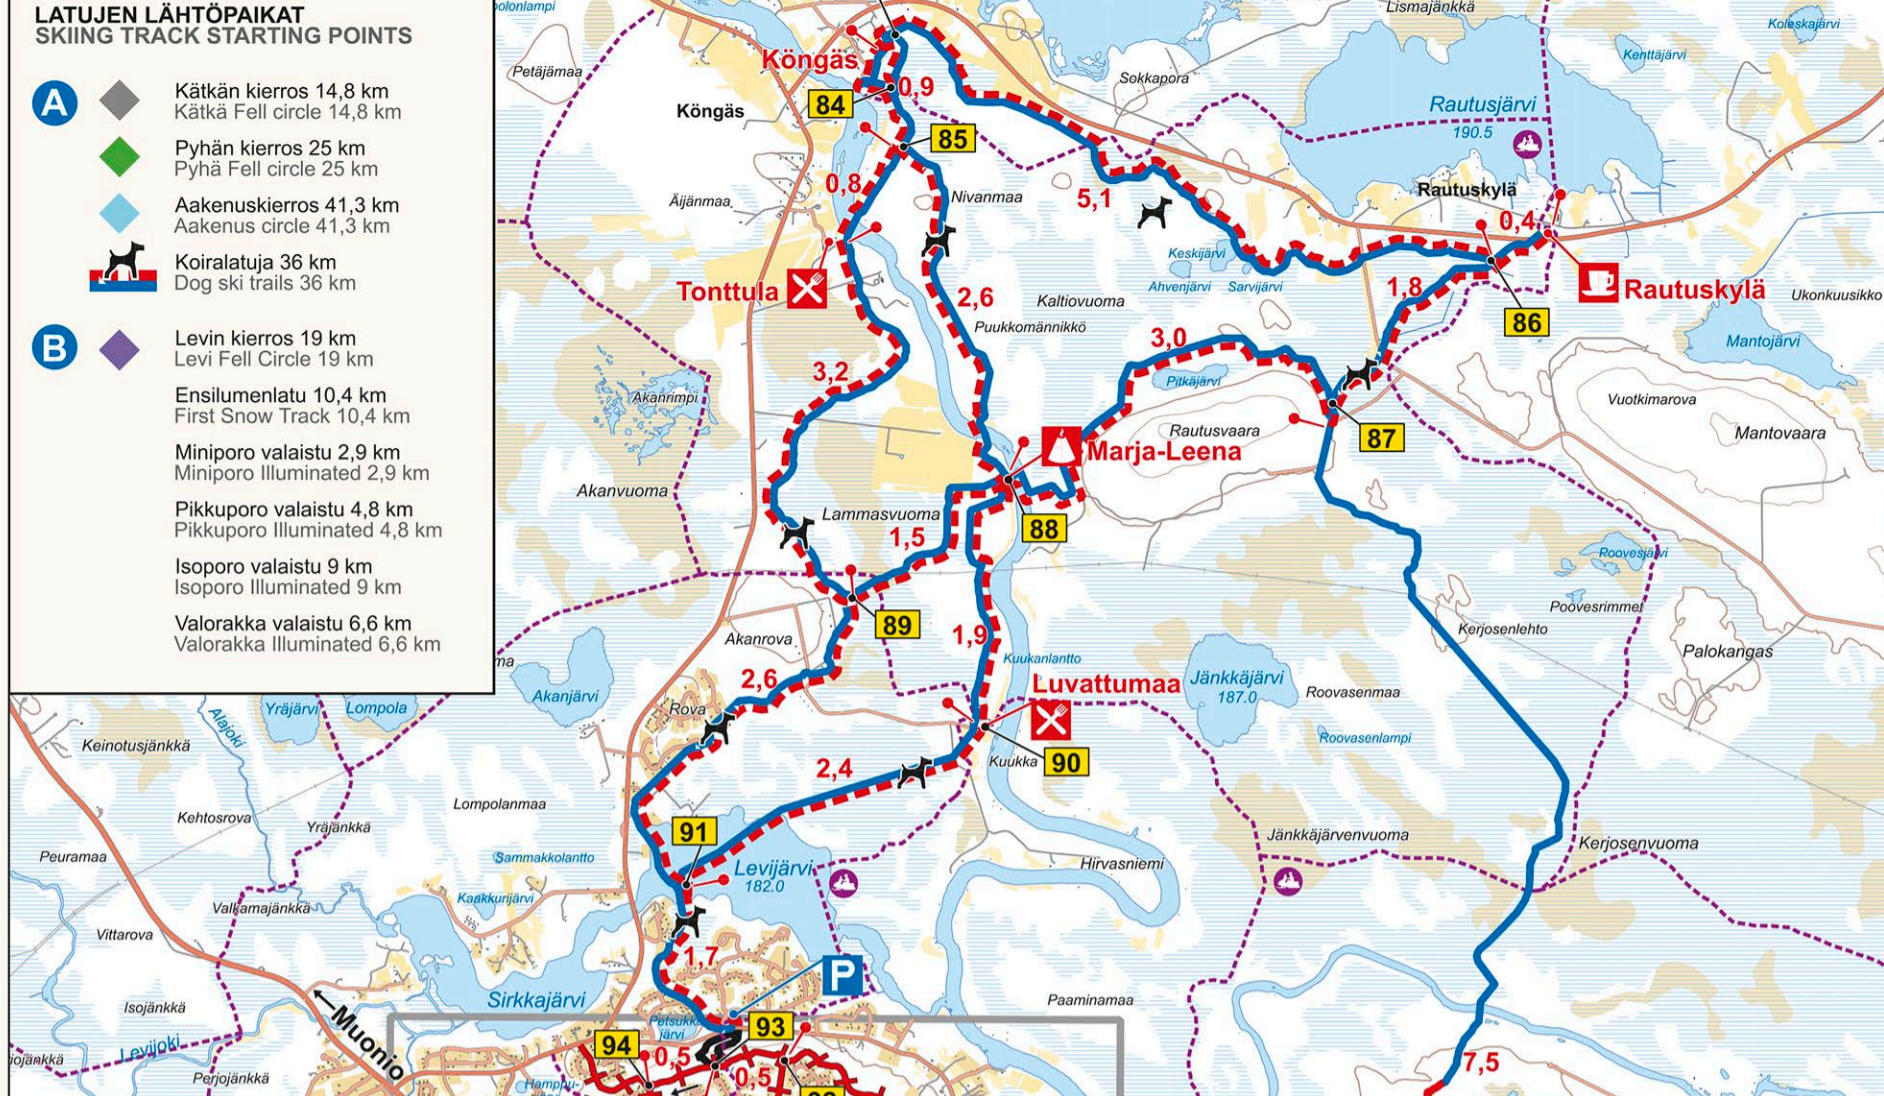 LATUJEN LÄHTÖPAIKAT
SKIING TRACK STARTING POINTS
A
Kätkän kierros 14,8 km
Kätkä Fell circle 14,8 km
Pyhän kierros 25 km
Pyhä Fell circle 25 km
Aakenuskierros 41,3 km
Aakenus circle 41,3 km
Koiralatuja 36 km
Dog ski trails 36 km
B
Levin kierros 19 km
Levi Fell Circle 19 km
Ensilumenlatu 10,4 km
First Snow Track 10,4 km
Miniporo valaistu 2,9 km
Miniporo Illuminated 2,9 km
Pikkuporo valaistu 4,8 km
Pikkuporo Illuminated 4,8 km
Isoporo valaistu 9 km
Isoporo Illuminated 9 km
Valorakka valaistu 6,6 km
Valorakka Illuminated 6,6 km
polonlampi
Lismajänkkä
Koleskajärvi
Kenttäjärvi
Petäjämaa
Köngäs
Sokkapora
0,9
84
Köngäs
Rautusjärvi
190.5
85
0,8
Nivanmaa
5,1
Rautuskylä
0,4
Äijänmaa
Keskijärvi
Ahvenjärvi
Sarvijärvi
Tonttula
2,6
Kaltiovuoma
1,8
Rautuskylä
Ukonkuusikko
Puukkomännikkö
86
3,0
Mantojärvi
3,2
Pitkäjärvi
Akanrimpi
Vuotkimarova
Rautusvaara
87
Mantovaara
Marja-Leena
Akanvuoma
Lammasvuoma
88
1,5
Roovesjärvi
Poovesrimmet
89
Kerjosenlehto
Akanrova
1,9
Palokangas
ma
Kuukanlantto
2,6
Luvattumaa
Jänkkäjärvi
187.0
Akanjärvi
Roovasenmaa
Yräjärvi
Lompola
Rova
Alajoki
Keinotusjänkkä
Roovasenlampi
Kuukka
90
2,4
Lompolanmaa
Kehtosrova
Yräjänkkä
91
Jänkkäjärvenvuoma
Kerjosenvuoma
Peuramaa
Sammakkolantto
Levijärvi
182.0
Hirvasniemi
Kaakkurijärvi
Valkamajänkkä
Vittarova
1,7
P
Sirkkajärvi
Paaminamaa
Isojänkkä
Muonio
Petsukka-
järvi
93
94
Levijoki
iojänkkä
0,5
7,5
Perjojänkkä
0,5
Hamppu-